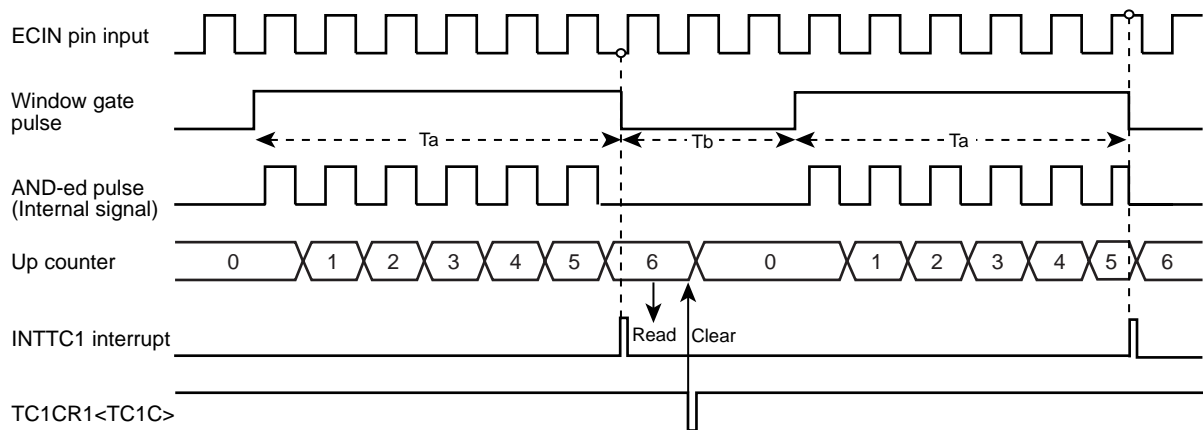 ECIN pin input
Window gate
pulse
Ta
Tb
Ta
AND-ed pulse
(Internal signal)
Up counter
0 1 2 3 4 5 6 0 1 2 3 4 5 6
Read
Clear
INTTC1 interrupt
TC1CR1<TC1C>